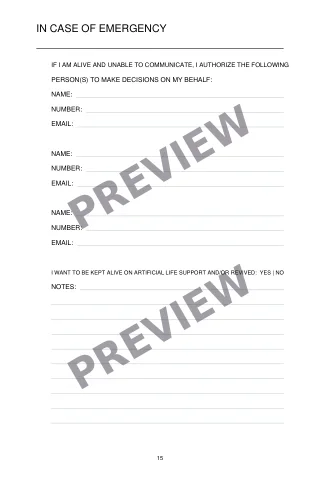 IN CASE OF EMERGENCY
IF I AM ALIVE AND UNABLE TO COMMUNICATE, I AUTHORIZE THE FOLLOWING
PERSON(S) TO MAKE DECISIONS ON MY BEHALF:
NAME:
NUMBER:
EMAIL:
NAME:
NUMBER:
EMAIL:
NAME:
NUMBER:
EMAIL:
PREVIEW
I WANT TO BE KEPT ALIVE ON ARTIFICIAL LIFE SUPPORT AND/OR REVIVED: YES | NO
NOTES:
PREVIEW
15